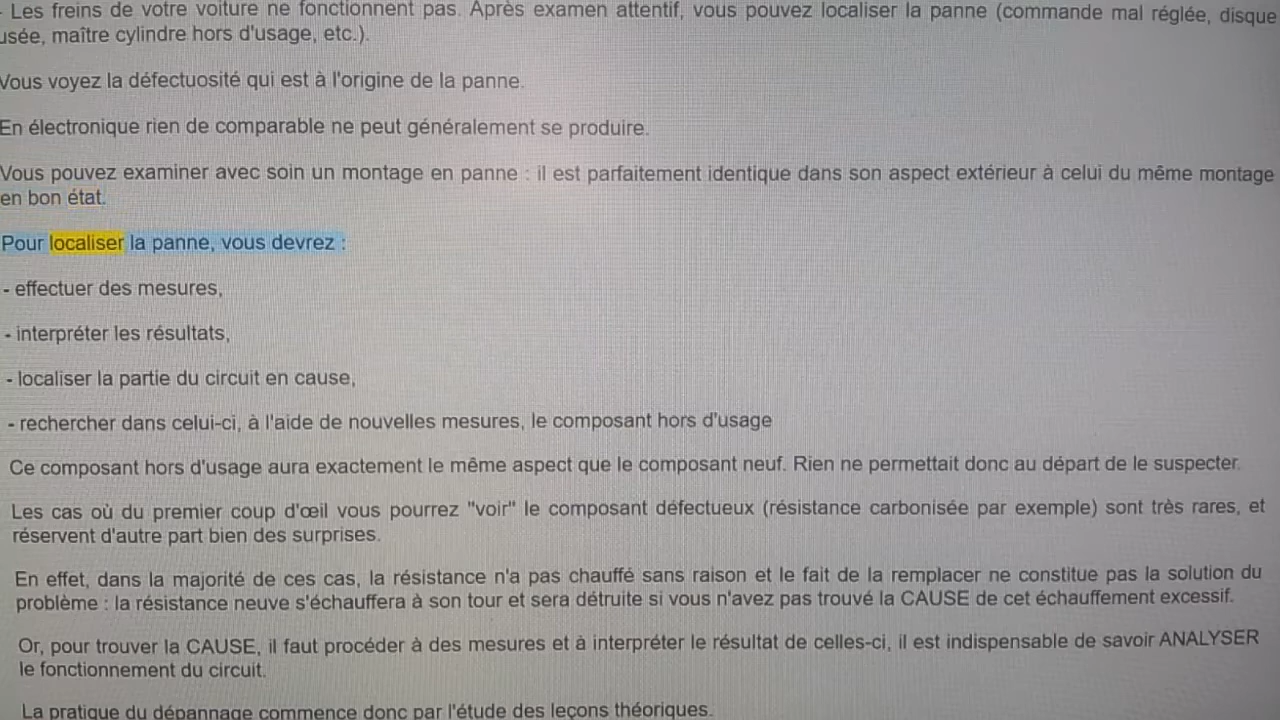 - Les freins de votre voiture ne fonctionnent pas. Après examen attentif, vous pouvez localiser la panne (commande mal réglée, disque
usée, maître cylindre hors d'usage, etc.).
Vous voyez la défectuosité qui est à l'origine de la panne.
En électronique rien de comparable ne peut généralement se produire.
Vous pouvez examiner avec soin un montage en panne : il est parfaitement identique dans son aspect extérieur à celui du même montage
en bon état.
Pour localiser la panne, vous devrez :
- effectuer des mesures,
- interpréter les résultats,
- localiser la partie du circuit en cause,
- rechercher dans celui-ci, à l'aide de nouvelles mesures, le composant hors d'usage
Ce composant hors d'usage aura exactement le même aspect que le composant neuf. Rien ne permettait donc au départ de le suspecter.
Les cas où du premier coup d'œil vous pourrez "voir" le composant défectueux (résistance carbonisée par exemple) sont très rares, et
réservent d'autre part bien des surprises.
En effet, dans la majorité de ces cas, la résistance n'a pas chauffé sans raison et le fait de la remplacer ne constitue pas la solution du
problème : la résistance neuve s'échauffera à son tour et sera détruite si vous n'avez pas trouvé la CAUSE de cet échauffement excessif.
Or, pour trouver la CAUSE, il faut procéder à des mesures et à interpréter le résultat de celles-ci, il est indispensable de savoir ANALYSER
le fonctionnement du circuit.
La pratique du dépannage commence donc par l'étude des leçons théoriques.